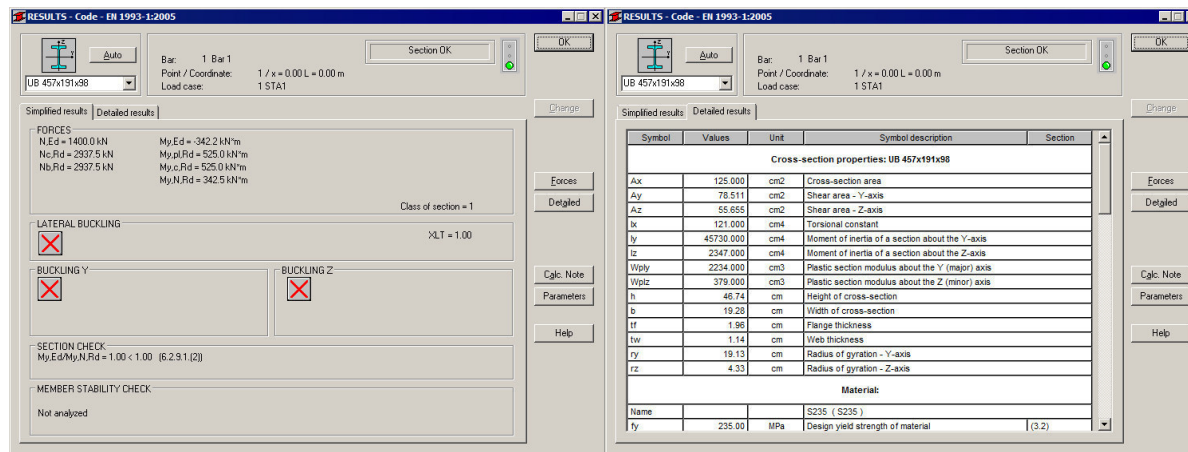 RESULTS - Code - EN 1993-1:2005
Auto
UB 457x191x98
Bar: 1 Bar 1
Point / Coordinate: 1 / x = 0.00 L = 0.00 m
Load case: 1 STA1
Section OK
OK
Change
Forces
Detailed
Calc. Note
Parameters
Help
Simplified results
Detailed results
FORCES
N,Ed = 1400.0 kN My,Ed = -342.2 kN*m
Nc,Rd = 2937.5 kN My,pl,Rd = 525.0 kN*m
Nb,Rd = 2937.5 kN My,c,Rd = 525.0 kN*m
My,N,Rd = 342.5 kN*m
Class of section = 1
LATERAL BUCKLING
XLT = 1.00
BUCKLING Y
BUCKLING Z
SECTION CHECK
My,Ed/My,N,Rd = 1.00 < 1.00 (6.2.9.1.(2))
MEMBER STABILITY CHECK
Not analyzed
RESULTS - Code - EN 1993-1:2005
Auto
UB 457x191x98
Bar: 1 Bar 1
Point / Coordinate: 1 / x = 0.00 L = 0.00 m
Load case: 1 STA1
Section OK
OK
Change
Forces
Detailed
Calc. Note
Parameters
Help
Simplified results
Detailed results
Symbol Values Unit Symbol description Section
Cross-section properties: UB 457x191x98
Ax 125.000 cm2 Cross-section area
Ay 78.511 cm2 Shear area - Y-axis
Az 55.655 cm2 Shear area - Z-axis
Ix 121.000 cm4 Torsional constant
Iy 45730.000 cm4 Moment of inertia of a section about the Y-axis
Iz 2347.000 cm4 Moment of inertia of a section about the Z-axis
Wply 2234.000 cm3 Plastic section modulus about the Y (major) axis
Wplz 379.000 cm3 Plastic section modulus about the Z (minor) axis
h 46.74 cm Height of cross-section
b 19.28 cm Width of cross-section
tf 1.96 cm Flange thickness
tw 1.14 cm Web thickness
ry 19.13 cm Radius of gyration - Y-axis
rz 4.33 cm Radius of gyration - Z-axis
Material:
Name S235 ( S235 )
fy 235.00 MPa Design yield strength of material (3.2)